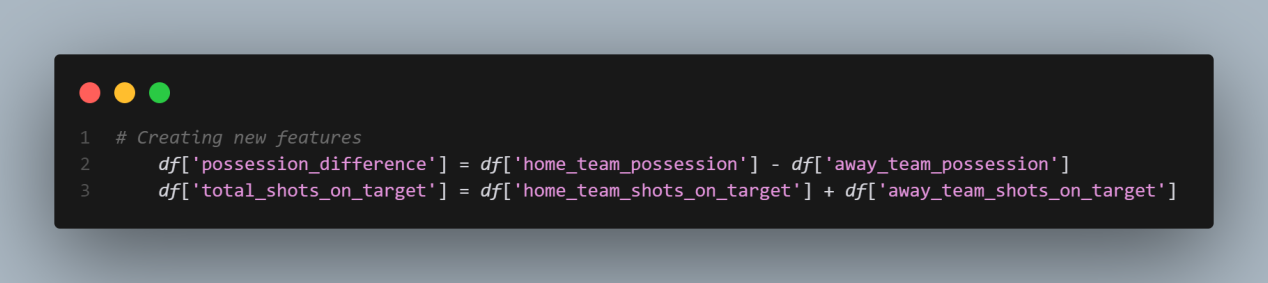 1 # Creating new features
2 df['possession_difference'] = df['home_team_possession'] - df['away_team_possession']
3 df['total_shots_on_target'] = df['home_team_shots_on_target'] + df['away_team_shots_on_target']